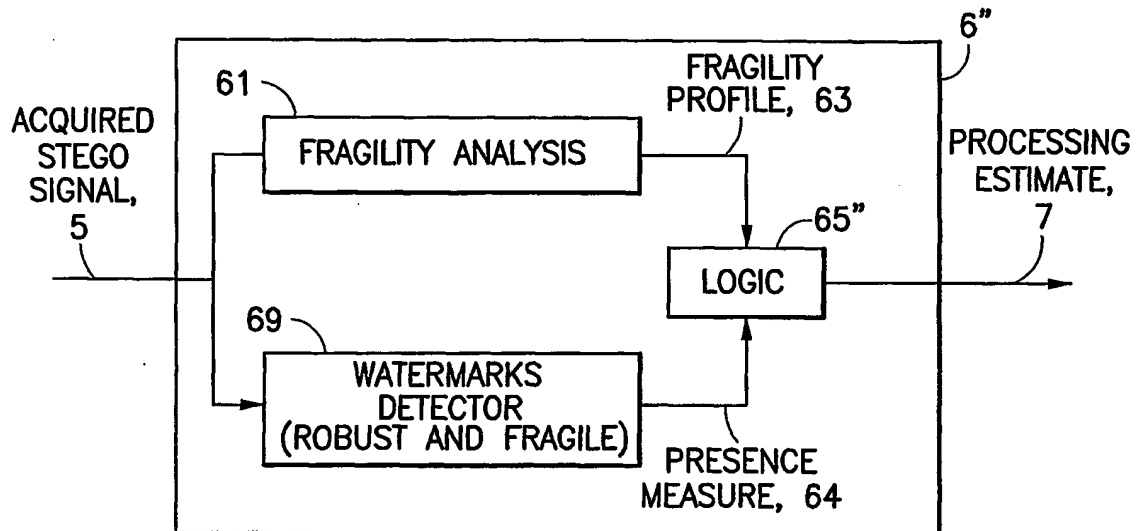 6”
61
FRAGILITY
PROFILE, 63
ACQUIRED
STEGO
SIGNAL,
5
FRAGILITY ANALYSIS
PROCESSING
ESTIMATE,
7
65”
LOGIC
69
WATERMARKS
DETECTOR
(ROBUST AND FRAGILE)
PRESENCE
MEASURE, 64